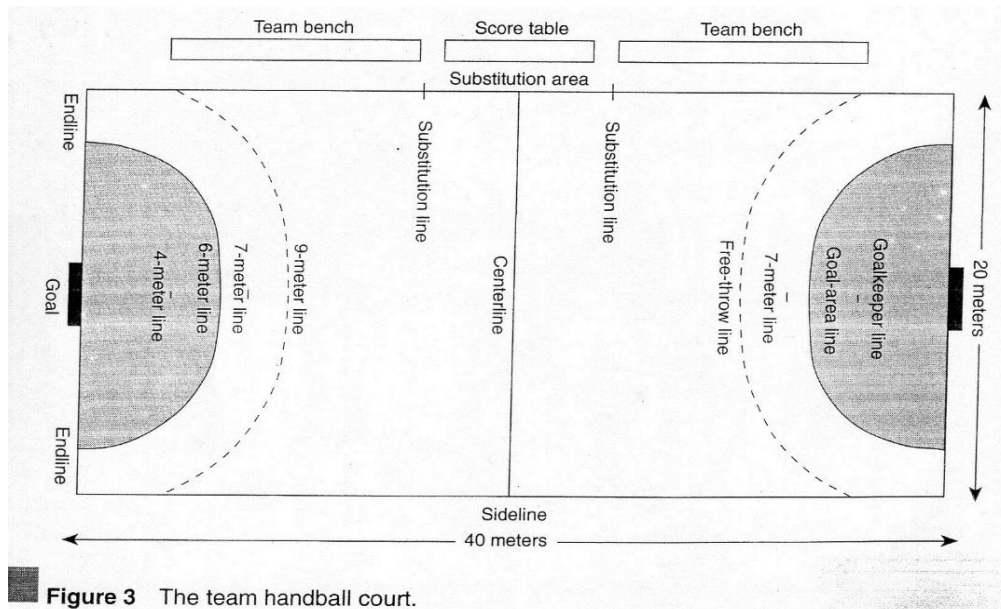 Team bench
Score table
Team bench
Substitution area
Endline
Substitution line
Substitution line
4-meter line
6-meter line
7-meter line
9-meter line
Goal
Centerline
Free-throw line
7-meter line
Goal-area line
Goalkeeper line
20 meters
Endline
Sideline
40 meters
Figure 3 The team handball court.